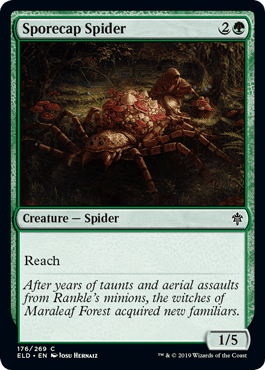 Sporecap Spider 2
Creature — Spider
Reach
After years of taunts and aerial assaults
from Rankle's minions, the witches of
Maraleaf Forest acquired new familiars.
1/5
176/269 C
ELD • EN Josu Hernaiz
™ & © 2019 Wizards of the Coast